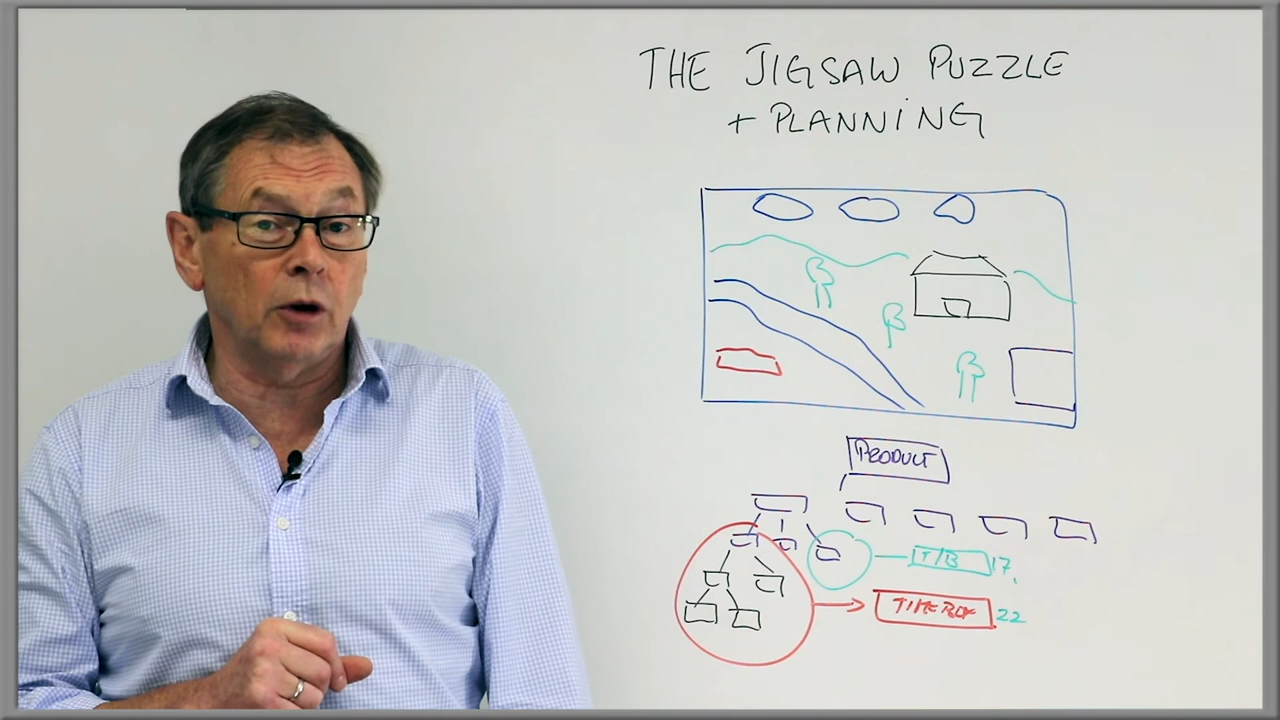 THE JIGSAW PUZZLE
+ PLANNING
PRODUCT
T/B 17.
TIMEBOX 22